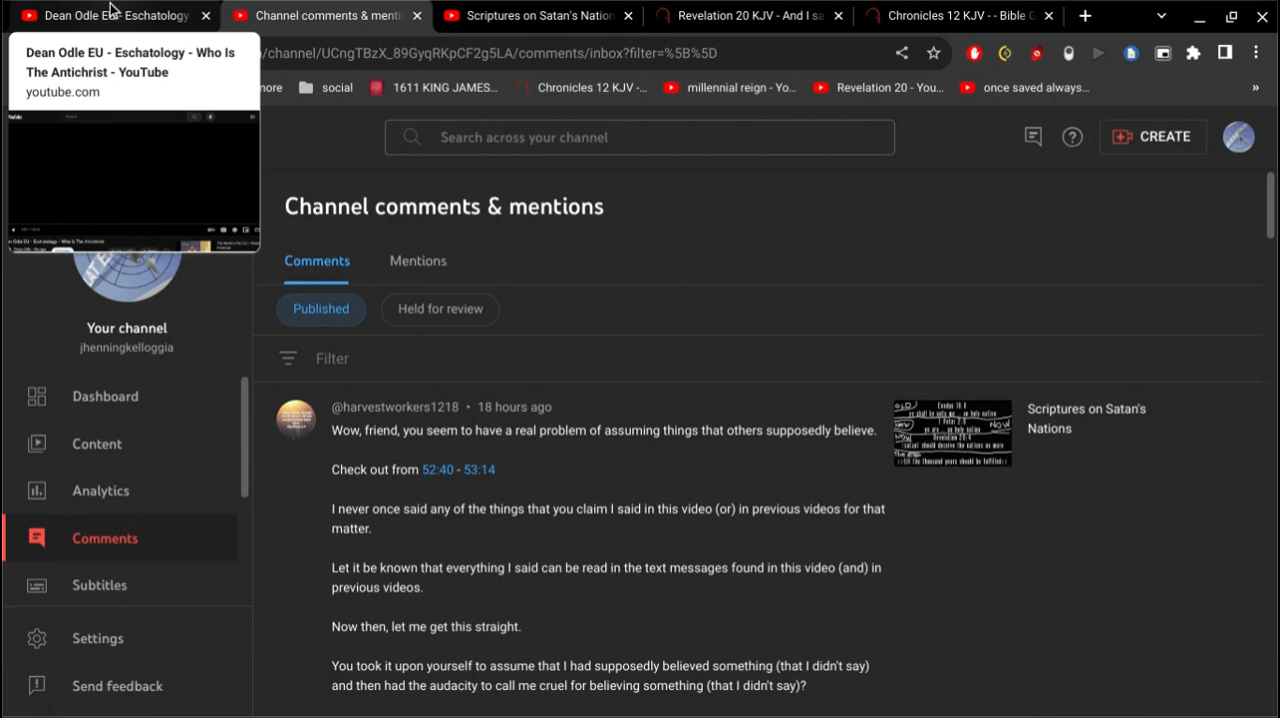 Dean Odle EU - Eschatology
Channel comments & menti
Scriptures on Satan's Nation
Revelation 20 KJV - And I sa
Chronicles 12 KJV - - Bible G
Dean Odle EU - Eschatology - Who Is
The Antichrist - YouTube
youtube.com
/channel/UCngTBzX_89GyqRKpCF2g5LA/comments/inbox?filter=%5B%5D
more
social
1611 KING JAMES...
Chronicles 12 KJV -...
millennial reign - Yo...
Revelation 20 - You...
once saved always...
»
Search across your channel
CREATE
Channel comments & mentions
Comments
Mentions
Published
Held for review
Filter
Your channel
jhenningkelloggia
Dashboard
Content
Analytics
Comments
Subtitles
Settings
Send feedback
@harvestworkers1218 • 18 hours ago
Wow, friend, you seem to have a real problem of assuming things that others supposedly believe.
Check out from 52:40 - 53:14
I never once said any of the things that you claim I said in this video (or) in previous videos for that
matter.
Let it be known that everything I said can be read in the text messages found in this video (and) in
previous videos.
Now then, let me get this straight.
You took it upon yourself to assume that I had supposedly believed something (that I didn't say)
and then had the audacity to call me cruel for believing something (that I didn't say)?
Scriptures on Satan's
Nations